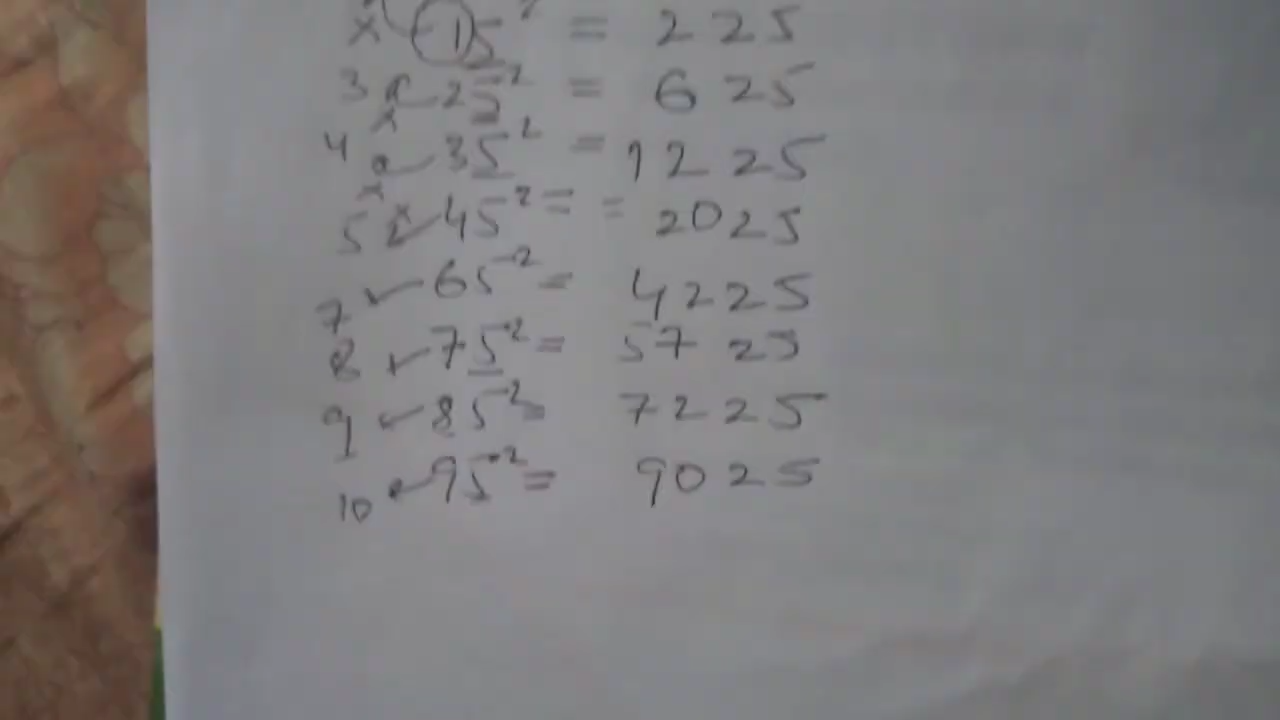 x 15² = 225
3 x 25² = 625
4 x 35² = 1225
5 x 45² = = 2025
7 65² = 4225
8 75² = 5725
9 85² = 7225
10 95² = 9025